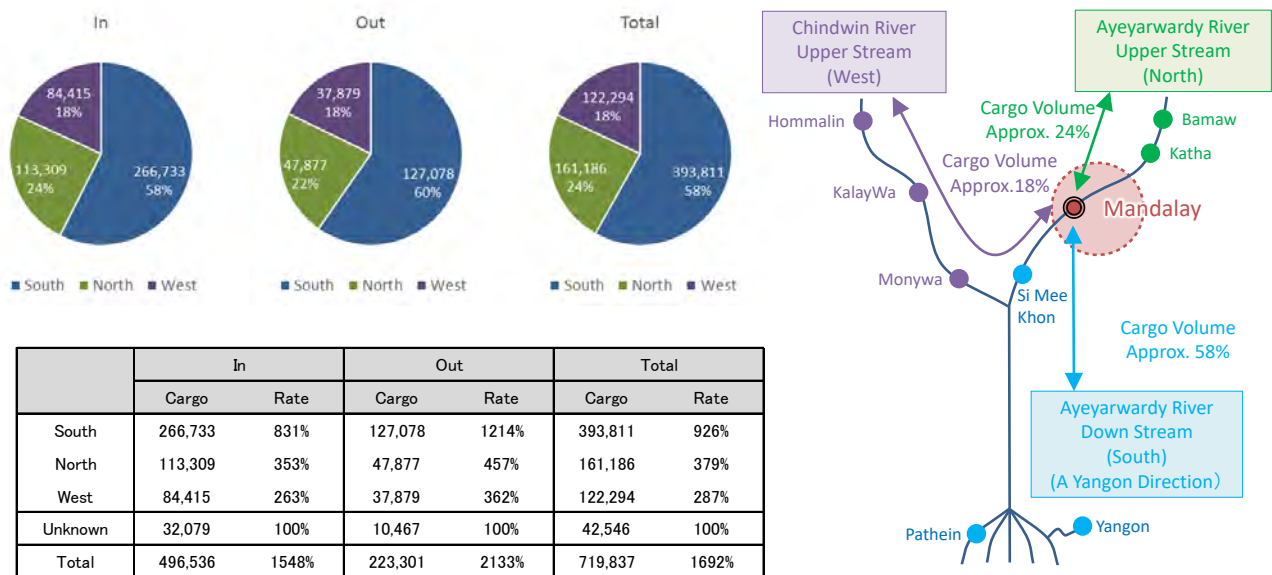 In
84,415
18%
113,309
24%
266,733
58%
South North West
Out
37,879
18%
47,877
22%
127,078
60%
South North West
Total
122,294
18%
161,186
24%
393,811
58%
South North West
In Out Total
Cargo Rate Cargo Rate Cargo Rate
South 266,733 831% 127,078 1214% 393,811 926%
North 113,309 353% 47,877 457% 161,186 379%
West 84,415 263% 37,879 362% 122,294 287%
Unknown 32,079 100% 10,467 100% 42,546 100%
Total 496,536 1548% 223,301 2133% 719,837 1692%
Chindwin River
Upper Stream
(West)
Ayeyarwardy River
Upper Stream
(North)
Hommalin
Cargo Volume
Approx. 24%
Bamaw
Katha
Cargo Volume
Approx.18%
KalayWa
Mandalay
Monywa
Si Mee
Khon
Cargo Volume
Approx. 58%
Ayeyarwardy River
Down Stream
(South)
(A Yangon Direction）
Pathein
Yangon